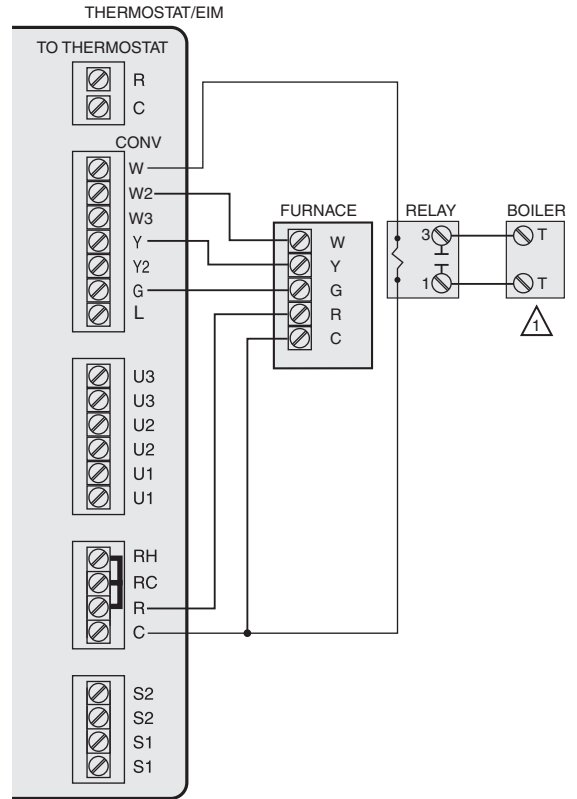 THERMOSTAT/EIM
TO THERMOSTAT
R
C
CONV
W
W2
W3
Y
Y2
G
L
U3
U3
U2
U2
U1
U1
RH
RC
R
C
S2
S2
S1
S1
FURNACE
W
Y
G
R
C
RELAY
3
1
BOILER
T
T
1